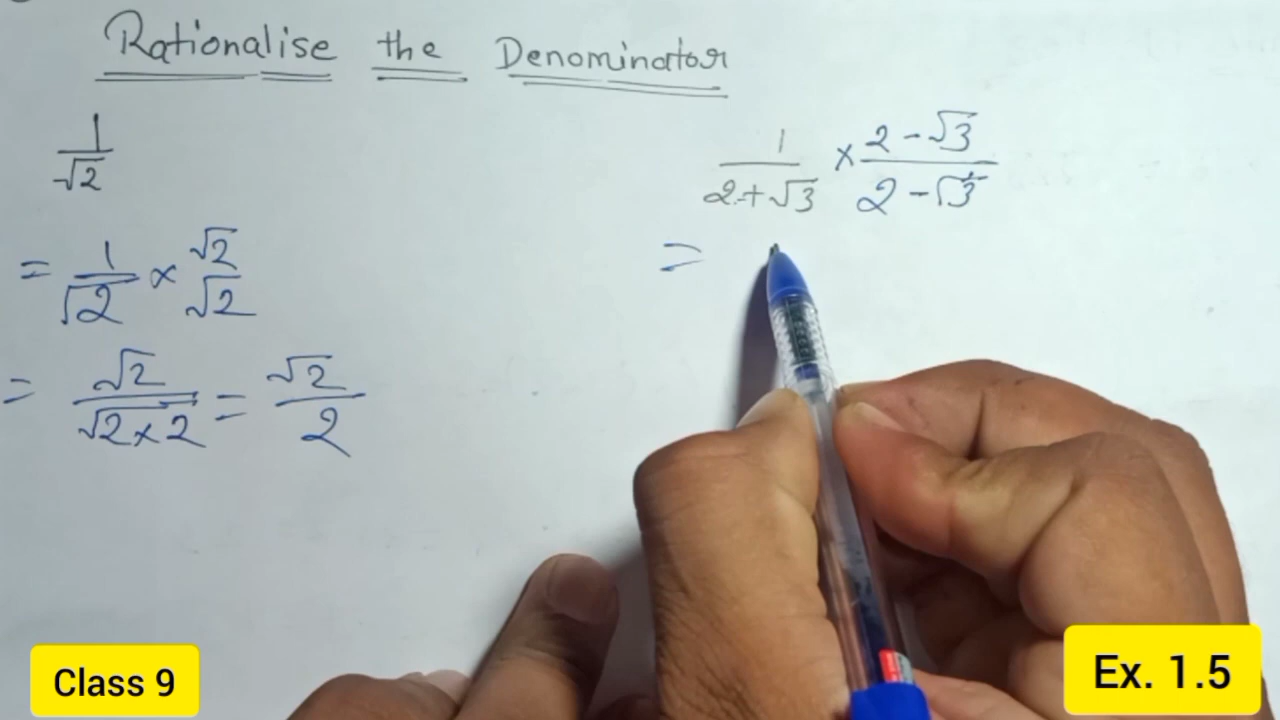 Rationalise the Denominator
1/√2
= 1/√2 × √2/√2
= √2/√2×2 = √2/2
1/2+√3 × 2-√3/2-√3
=
Class 9
Ex. 1.5